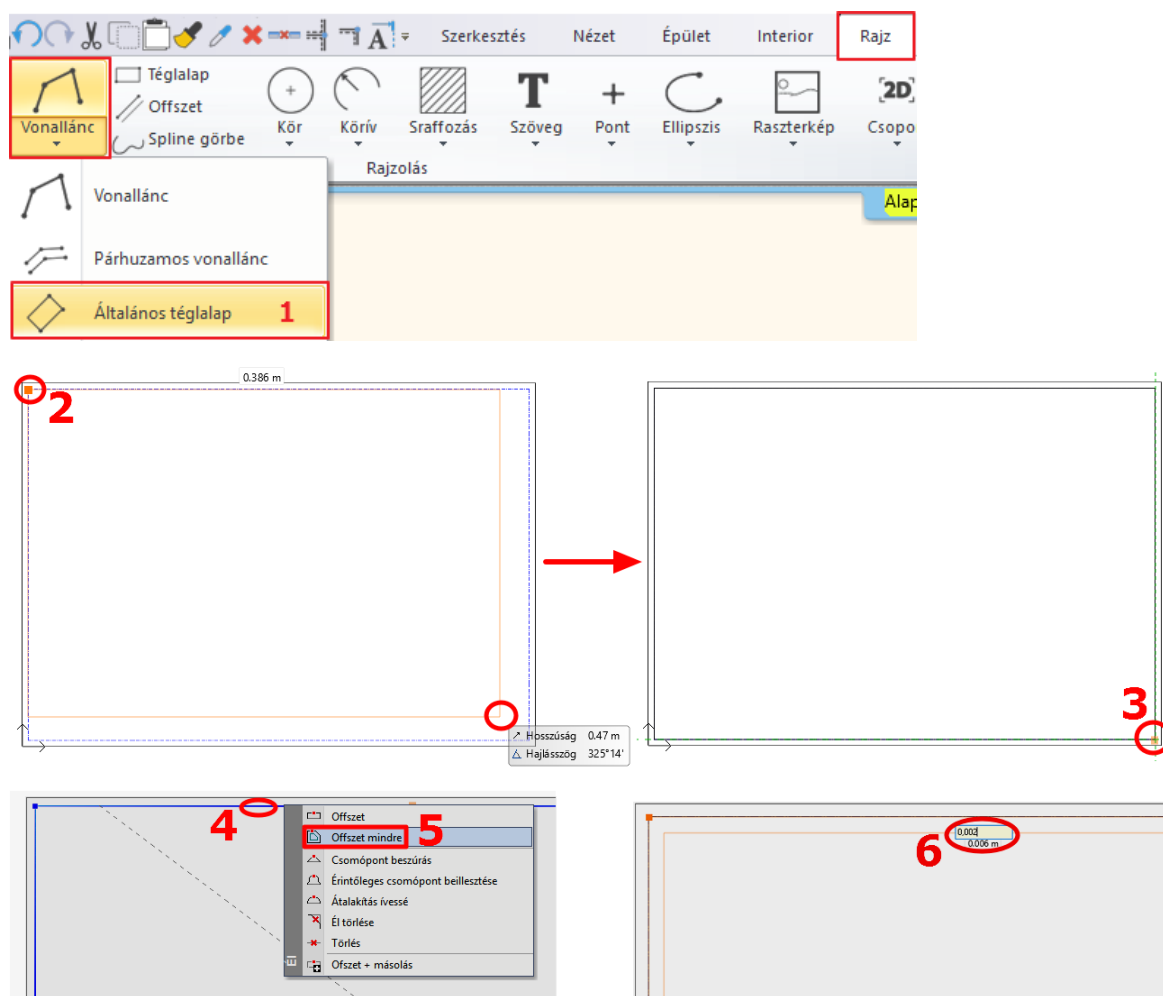 Szerkesztés Nézet Épület Interior Rajz
Vonallánc
Téglalap
Offszet
Spline görbe
Kör Körív Sraffozás Szöveg Pont Ellipszis Raszterkép Csopo
2D
Rajzolás
Alap
Vonallánc
Párhuzamos vonallánc
Általános téglalap 1
0.386 m
2
3
Hosszúság 0.47 m
Hajlásszög 325°14'
4
Offszet
Offszet mindre 5
Csomópont beszúrás
Érintőleges csomópont beillesztése
Átalakítás ívessé
Él törlése
Törlés
Ofszet + másolás
Él
0,002
0.006 m
6